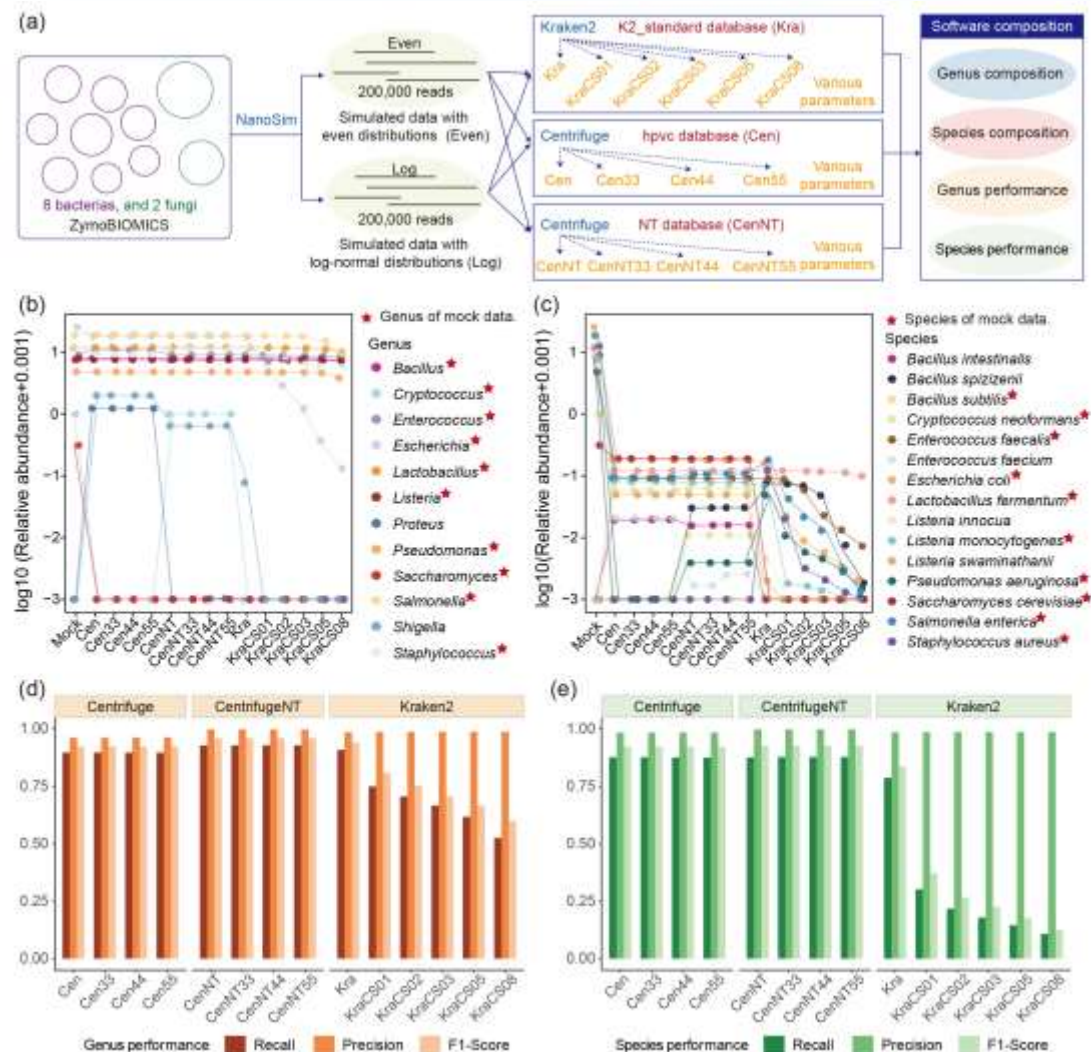 (a)
NanoSim
8 bacterias, and 2 fungi
ZymoBIOMICS
Even
200,000 reads
Simulated data with
even distributions (Even)
Log
200,000 reads
Simulated data with
log-normal distributions (Log)
Kraken2 K2_standard database (Kra)
Kra KraCS01 KraCS02 KraCS03 KraCS05 KraCS08 Various
parameters
Centrifuge hpvc database (Cen)
Cen Cen33 Cen44 Cen55 Various
parameters
Centrifuge NT database (CenNT)
CenNT CenNT33 CenNT44 CenNT55 Various
parameters
Software composition
Genus composition
Species composition
Genus performance
Species performance
(b)
log10 (Relative abundance+0.001)
1
0
−1
−2
−3
Mock Cen Cen33 Cen44 Cen55 CenNT CenNT33 CenNT44 CenNT55 Kra KraCS01 KraCS02 KraCS03 KraCS05 KraCS08
Genus of mock data.
Genus
Bacillus
Cryptococcus
Enterococcus
Escherichia
Lactobacillus
Listeria
Proteus
Pseudomonas
Saccharomyces
Salmonella
Shigella
Staphylococcus
(c)
log10(Relative abundance+0.001)
1
0
−1
−2
−3
Mock Cen Cen33 Cen44 Cen55 CenNT CenNT33 CenNT44 CenNT55 Kra KraCS01 KraCS02 KraCS03 KraCS05 KraCS08
Species of mock data.
Species
Bacillus intestinalis
Bacillus spizizenii
Bacillus subtilis
Cryptococcus neoformans
Enterococcus faecalis
Enterococcus faecium
Escherichia coli
Lactobacillus fermentum
Listeria innocua
Listeria monocytogenes
Listeria swaminathanii
Pseudomonas aeruginosa
Saccharomyces cerevisiae
Salmonella enterica
Staphylococcus aureus
(d)
Centrifuge CentrifugeNT Kraken2
1.00
0.75
0.50
0.25
0.00
Cen Cen33 Cen44 Cen55 CenNT CenNT33 CenNT44 CenNT55 Kra KraCS01 KraCS02 KraCS03 KraCS05 KraCS08
Genus performance Recall Precision F1-Score
(e)
Centrifuge CentrifugeNT Kraken2
1.00
0.75
0.50
0.25
0.00
Cen Cen33 Cen44 Cen55 CenNT CenNT33 CenNT44 CenNT55 Kra KraCS01 KraCS02 KraCS03 KraCS05 KraCS08
Species performance Recall Precision F1-Score